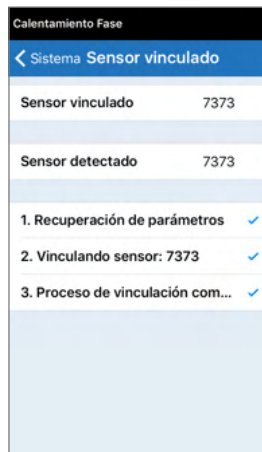 Calentamiento Fase
Sistema Sensor vinculado
Sensor vinculado 7373
Sensor detectado 7373
1. Recuperación de parámetros
2. Vinculando sensor: 7373
3. Proceso de vinculación com...